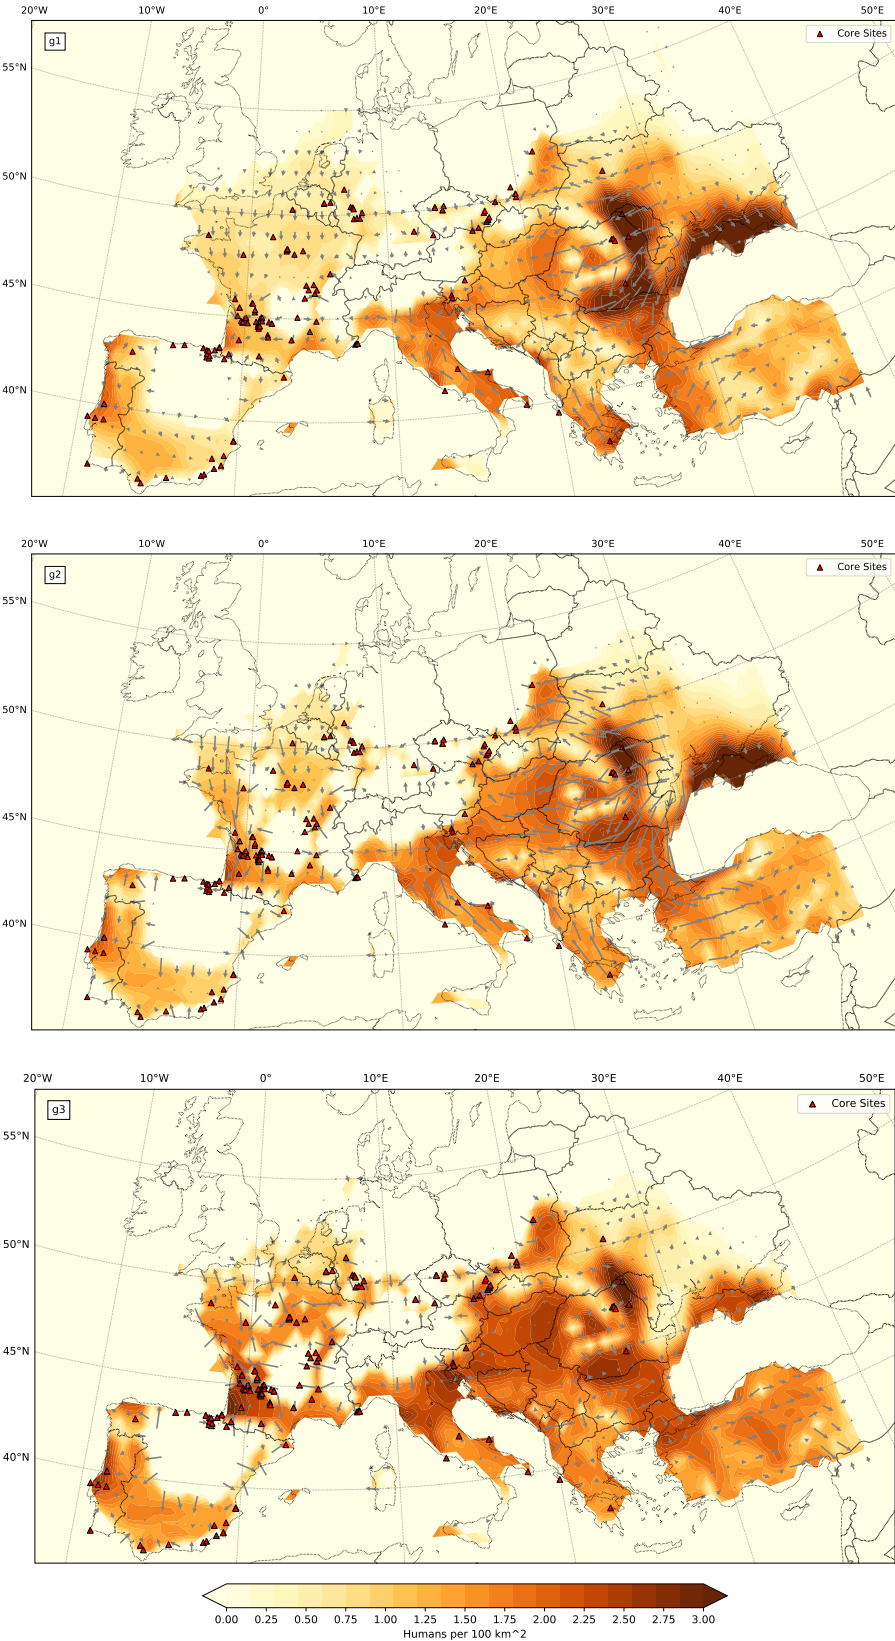 20°W 10°W 0° 10°E 20°E 30°E 40°E 50°E
g1
Core Sites
55°N
50°N
45°N
40°N
20°W 10°W 0° 10°E 20°E 30°E 40°E 50°E
g2
Core Sites
55°N
50°N
45°N
40°N
20°W 10°W 0° 10°E 20°E 30°E 40°E 50°E
g3
Core Sites
55°N
50°N
45°N
40°N
0.00 0.25 0.50 0.75 1.00 1.25 1.50 1.75 2.00 2.25 2.50 2.75 3.00
Humans per 100 km^2